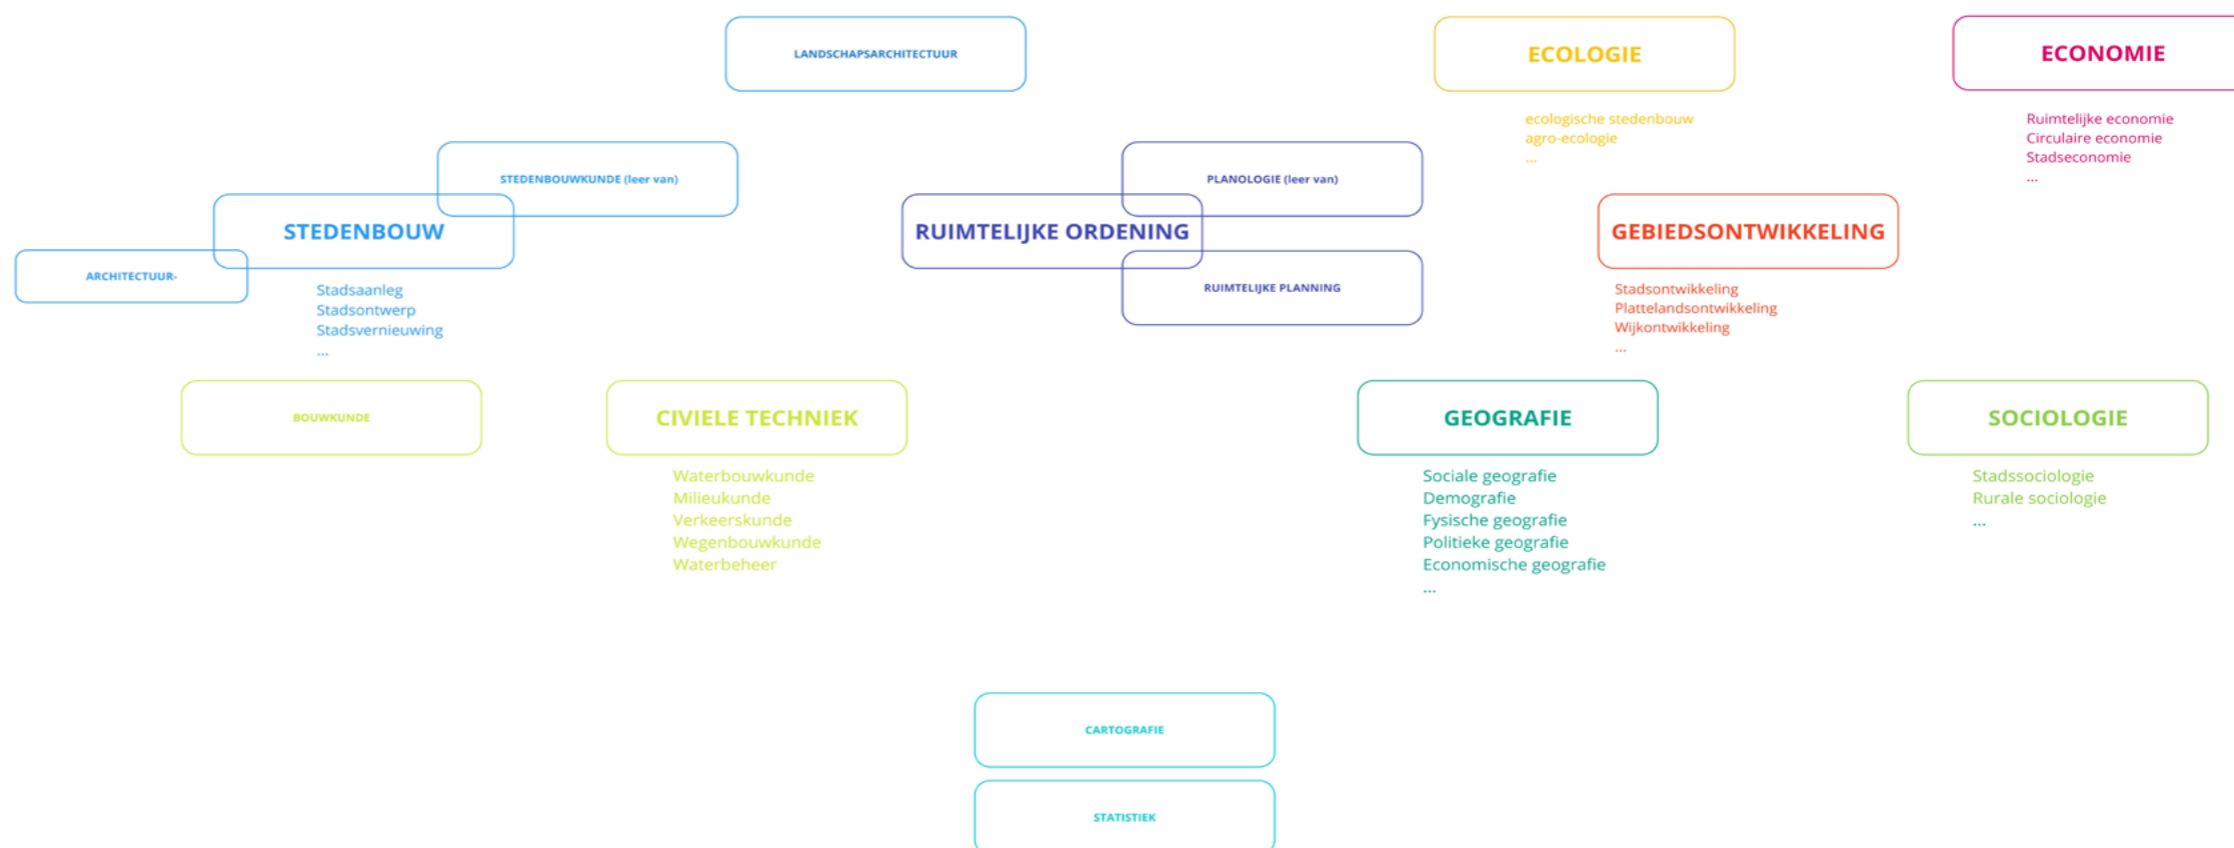 LANDSCHAPSARCHITECTUUR
ECOLOGIE
ecologische stedenbouw
agro-ecologie
...
ECONOMIE
Ruimtelijke economie
Circulaire economie
Stadseconomie
...
STEDENBOUWKUNDE (leer van)
STEDENBOUW
ARCHITECTUUR-
Stadsaanleg
Stadsontwerp
Stadsvernieuwing
...
PLANOLOGIE (leer van)
RUIMTELIJKE ORDENING
RUIMTELIJKE PLANNING
GEBIEDSONTWIKKELING
Stadsontwikkeling
Plattelandsontwikkeling
Wijkontwikkeling
...
BOUWKUNDE
CIVIELE TECHNIEK
Waterbouwkunde
Milieukunde
Verkeerskunde
Wegenbouwkunde
Waterbeheer
GEOGRAFIE
Sociale geografie
Demografie
Fysische geografie
Politieke geografie
Economische geografie
...
SOCIOLOGIE
Stadssociologie
Rurale sociologie
...
CARTOGRAFIE
STATISTIEK